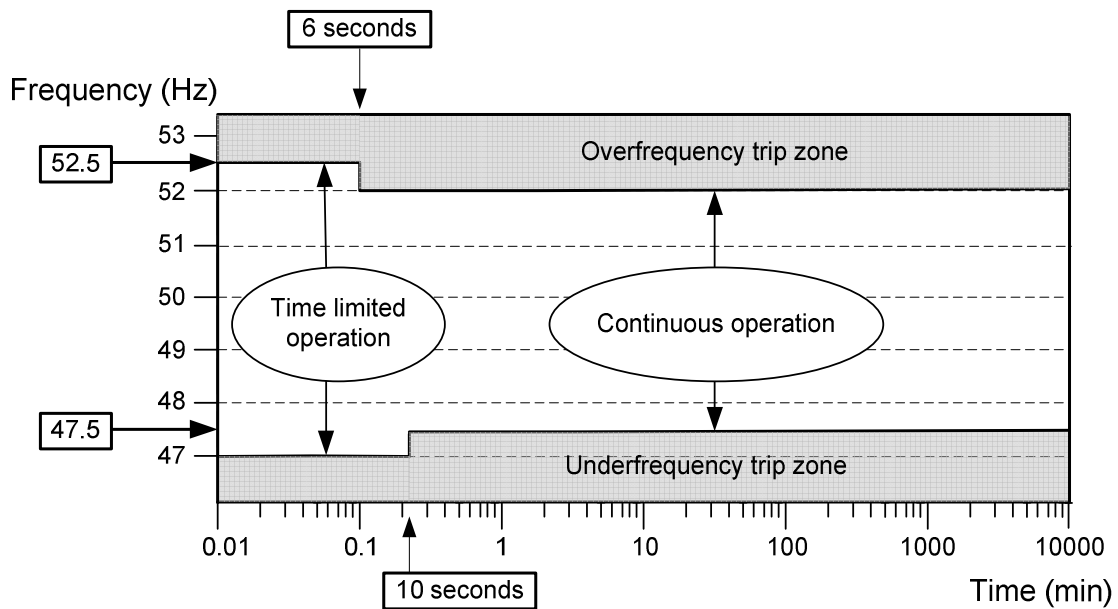 6 seconds
Frequency (Hz)
53
Overfrequency trip zone
52.5
52
51
50
Time limited
operation
Continuous operation
49
48
47.5
47
Underfrequency trip zone
0.01
0.1
1
10
100
1000
10000
10 seconds
Time (min)